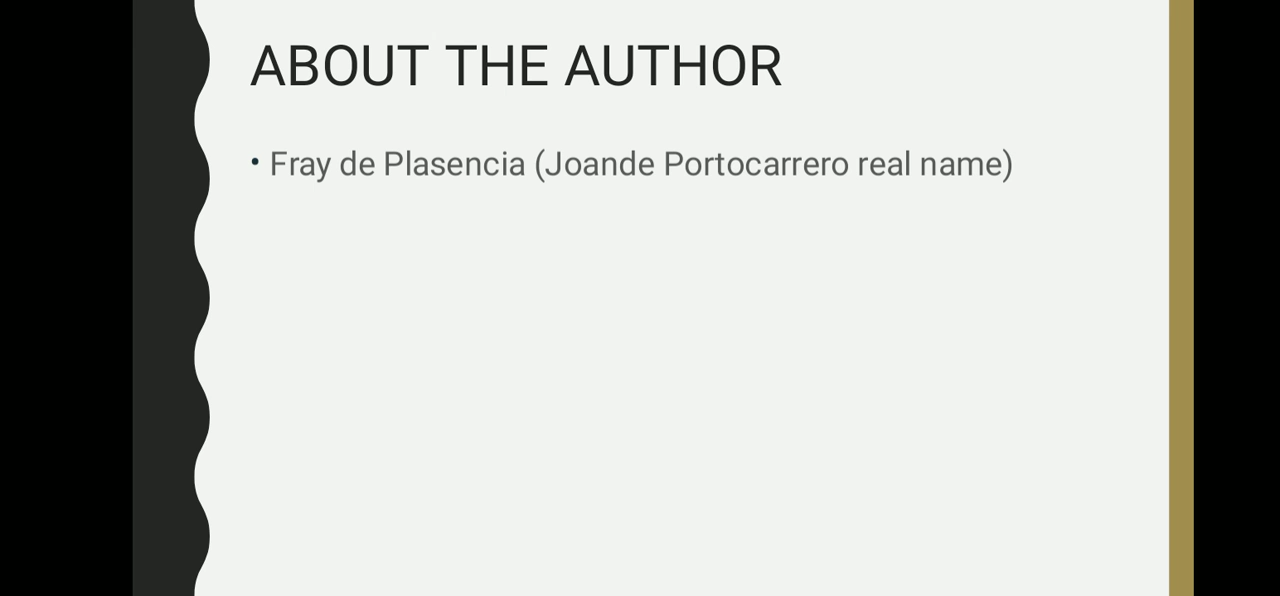 ABOUT THE AUTHOR
• Fray de Plasencia (Joande Portocarrero real name)